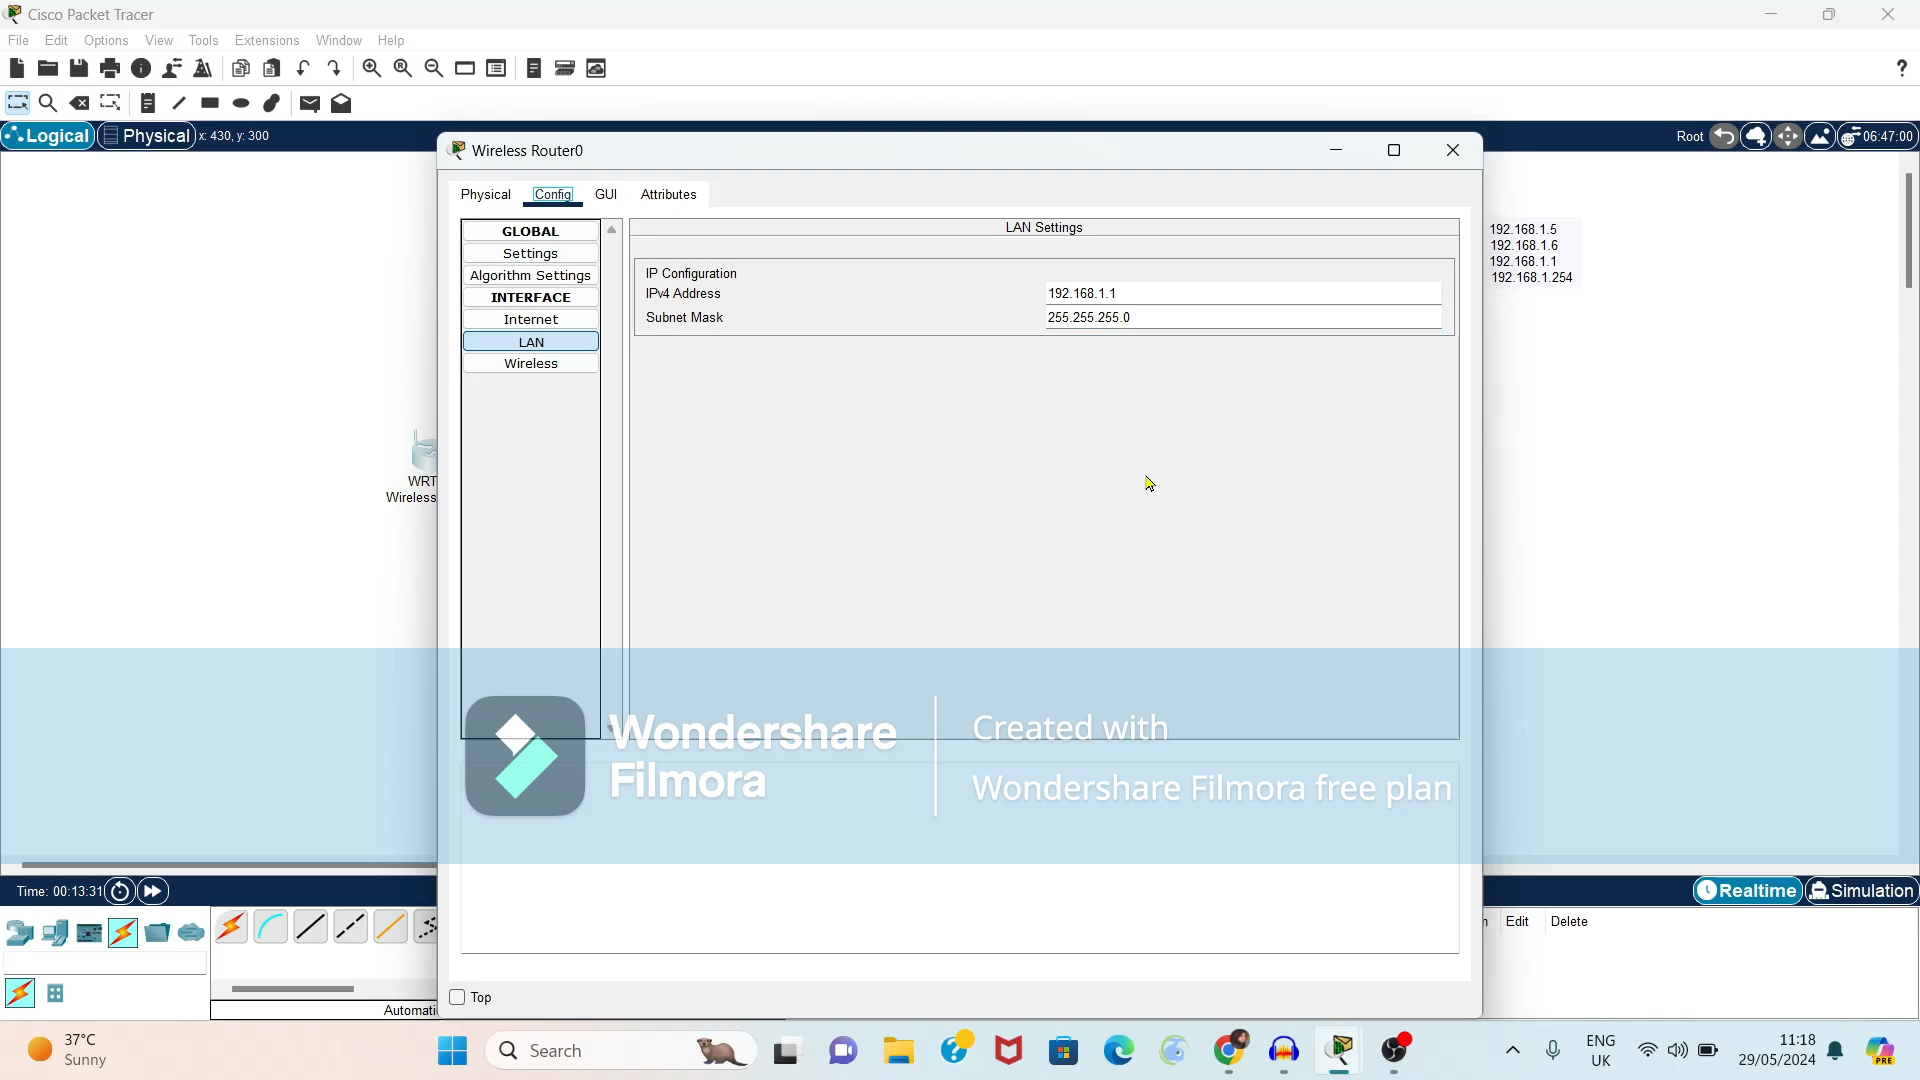 Cisco Packet Tracer
File Edit Options View Tools Extensions Window Help
?
Logical Physical x: 430, y: 300
Root 06:47:00
Wireless Router0
Physical Config GUI Attributes
GLOBAL
Settings
Algorithm Settings
INTERFACE
Internet
LAN
Wireless
LAN Settings
IP Configuration
IPv4 Address 192.168.1.1
Subnet Mask 255.255.255.0
192.168.1.5
192.168.1.6
192.168.1.1
192.168.1.254
WRT
Wireless
Wondershare
Filmora
Created with
Wondershare Filmora free plan
Time: 00:13:31
Realtime Simulation
Edit Delete
Automati
Top
37°C
Sunny
Search
ENG
UK
11:18
29/05/2024
PRE